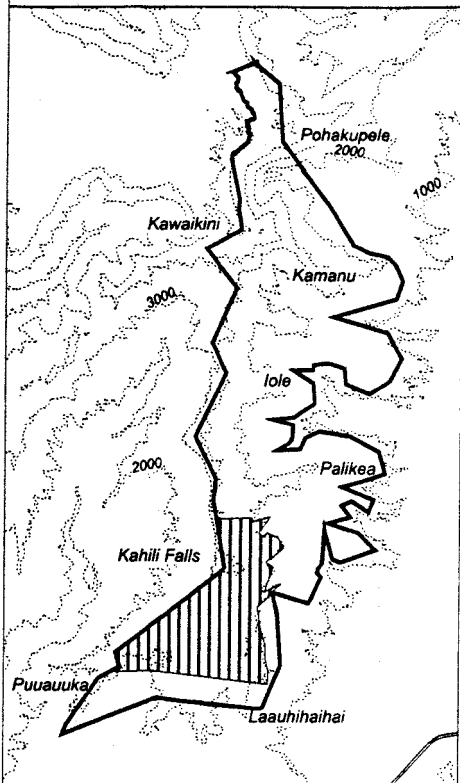 Pohakupele
2000
1000
Kawaikini
Kamanu
3000
Iole
2000
Palikea
Kahili Falls
Puuauuka
Laauhihaihai